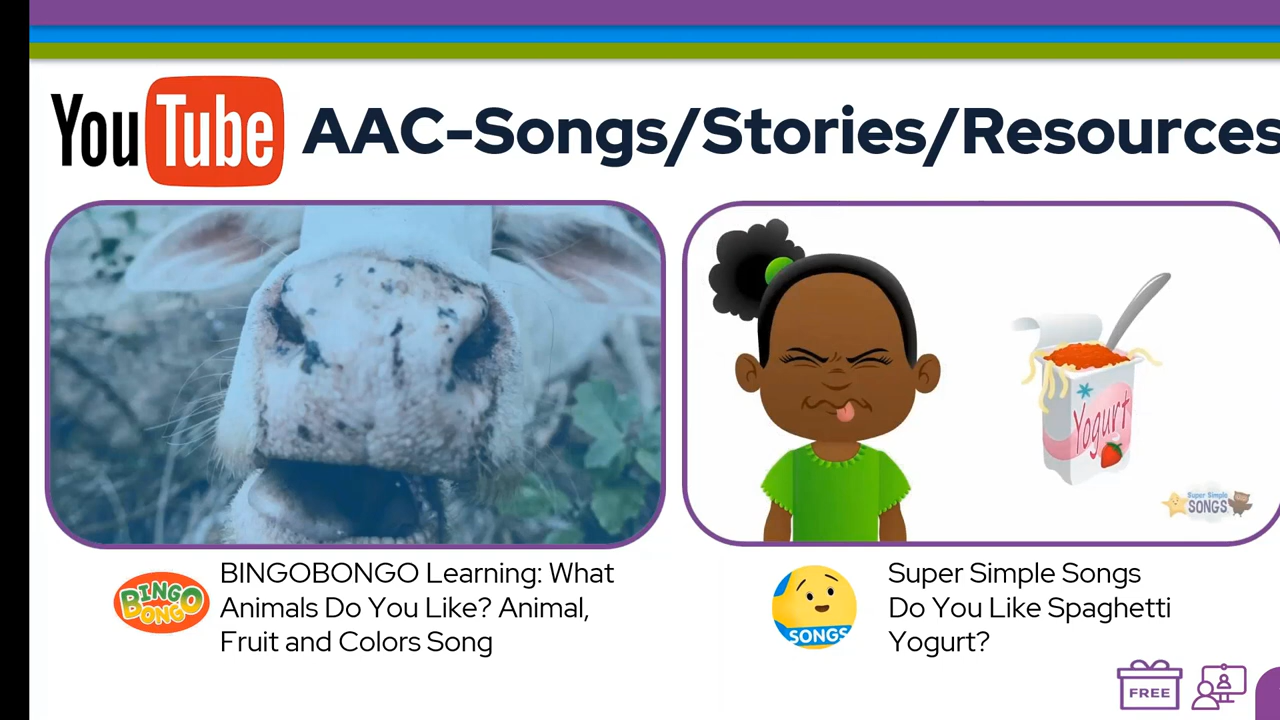 YouTube AAC-Songs/Stories/Resources
Yogurt
Super Simple
SONGS
BINGO
BONGO
BINGOBONGO Learning: What
Animals Do You Like? Animal,
Fruit and Colors Song
SONGS
Super Simple Songs
Do You Like Spaghetti
Yogurt?
FREE